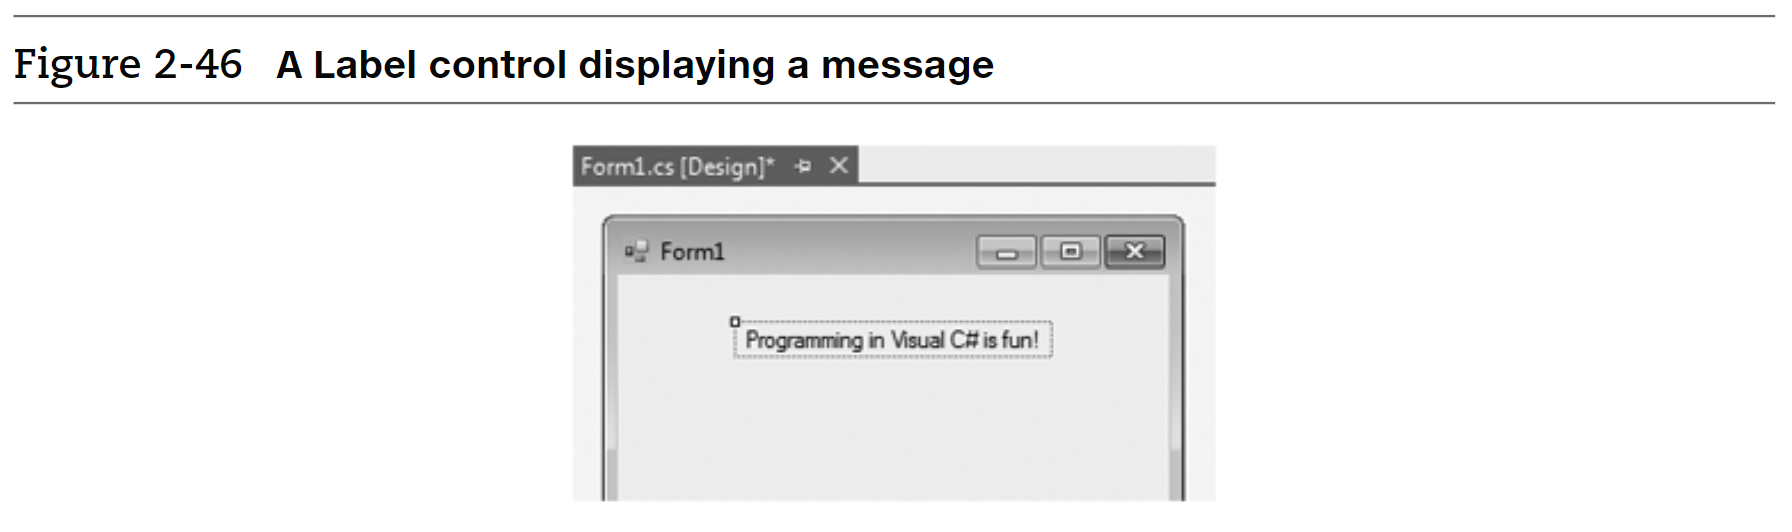 Figure 2-46 A Label control displaying a message
Form1.cs [Design]*
Form1
Programming in Visual C# is fun!